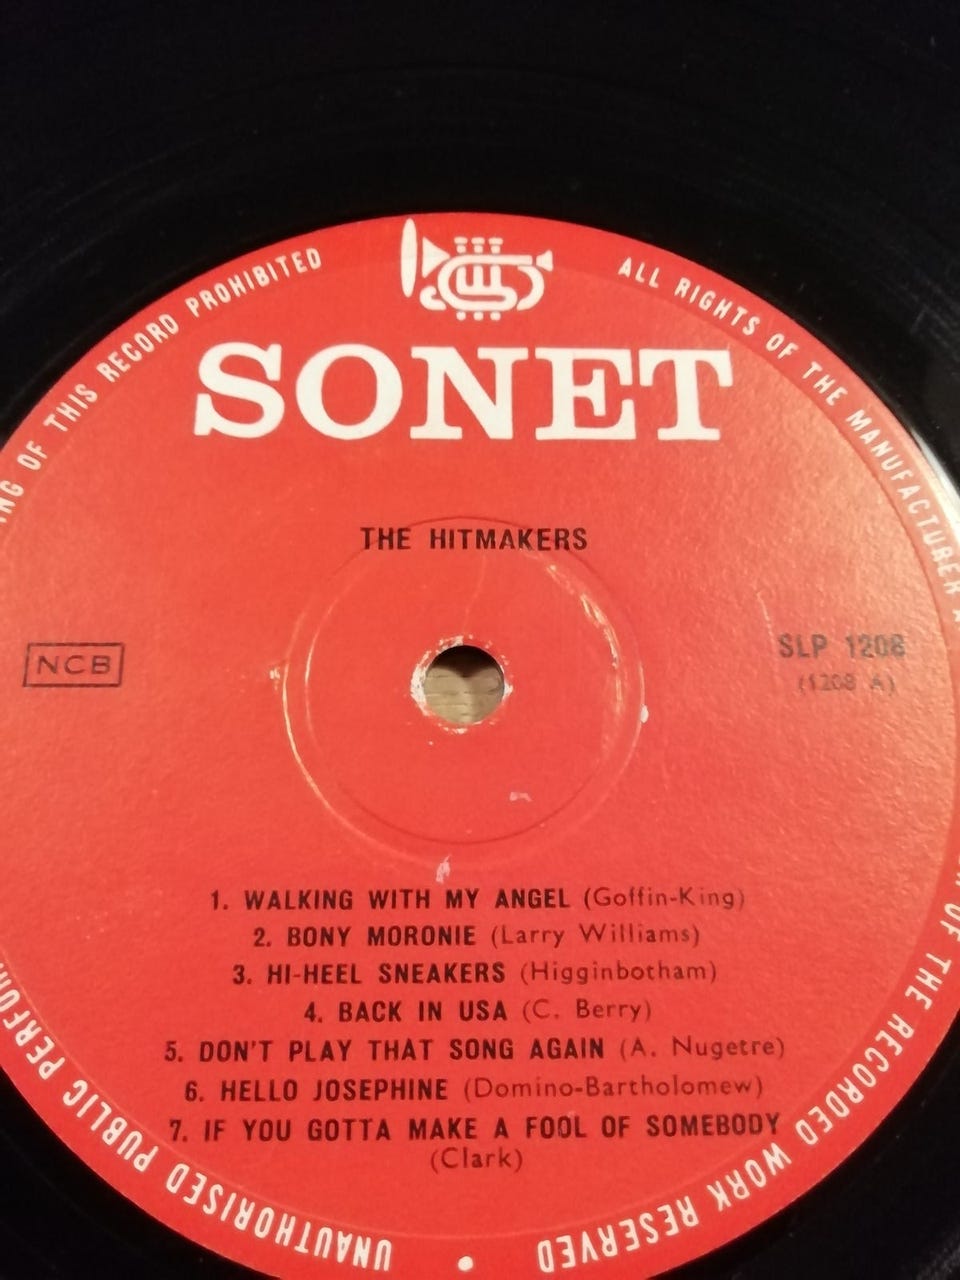 ING OF THIS RECORD PROHIBITED
ALL RIGHTS OF THE MANUFACTURER
SONET
THE HITMAKERS
NCB
SLP 1208
(1208 A)
1. WALKING WITH MY ANGEL (Goffin-King)
2. BONY MORONIE (Larry Williams)
3. HI-HEEL SNEAKERS (Higginbotham)
4. BACK IN USA (C. Berry)
5. DON'T PLAY THAT SONG AGAIN (A. Nugetre)
6. HELLO JOSEPHINE (Domino-Bartholomew)
7. IF YOU GOTTA MAKE A FOOL OF SOMEBODY
(Clark)
OF THE RECORDED WORK RESERVED
UNAUTHORISED PUBLIC PERFOR